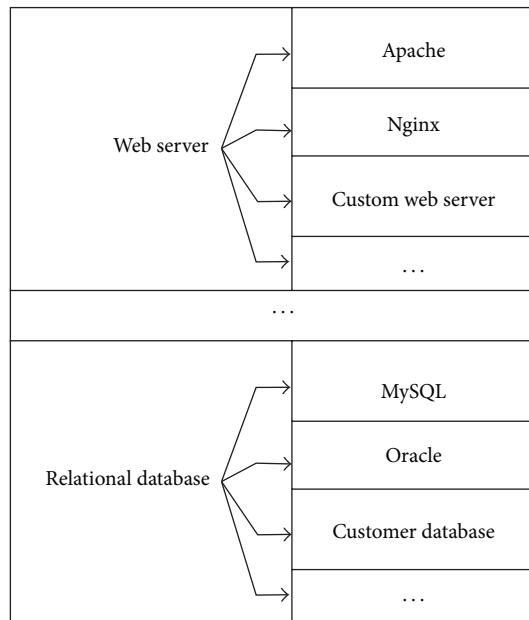 Web server
Apache
Nginx
Custom web server
...
...
Relational database
MySQL
Oracle
Customer database
...